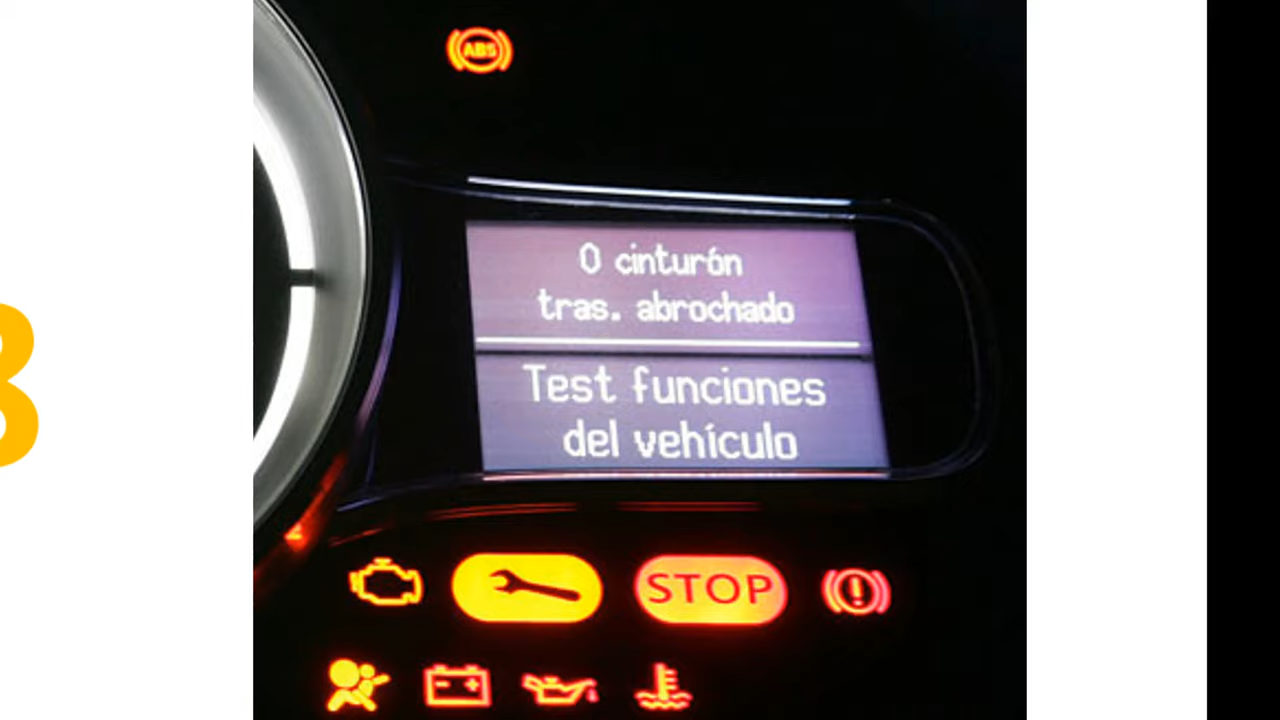 ABS
0 cinturón
tras. abrochado
Test funciones
del vehículo
STOP